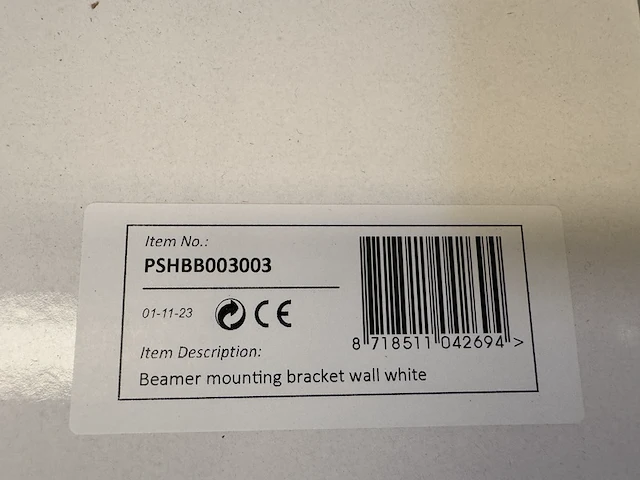 Item No.:
PSHBB003003
01-11-23 CE
Item Description:
Beamer mounting bracket wall white
8 718511 042694 >